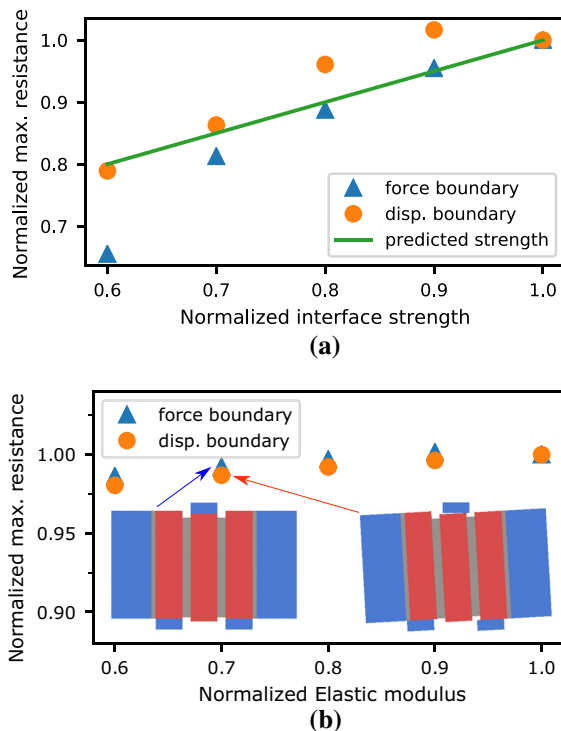 Normalized max. resistance
1.0
0.9
0.8
0.7
force boundary
disp. boundary
predicted strength
0.6 0.7 0.8 0.9 1.0
Normalized interface strength
(a)
Normalized max. resistance
1.00
0.95
0.90
force boundary
disp. boundary
0.6 0.7 0.8 0.9 1.0
Normalized Elastic modulus
(b)